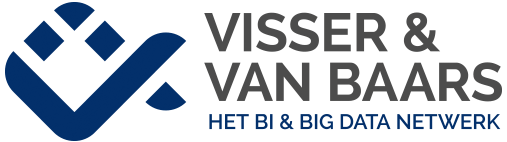 VISSER &
VAN BAARS
HET BI & BIG DATA NETWERK